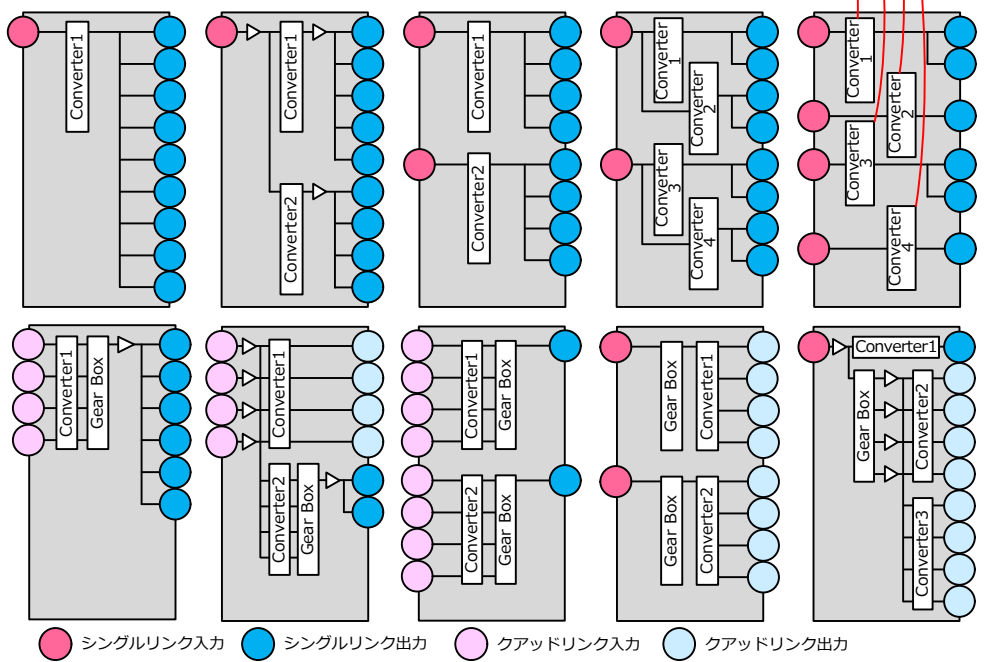 Converter1
Converter1
Converter2
Converter1
Converter2
Converter
1
Converter
2
Converter
3
Converter
4
Converter
1
Converter
2
Converter
3
Converter
4
Converter1
Gear Box
Converter1
Converter2
Gear Box
Converter1
Gear Box
Converter2
Gear Box
Gear Box
Converter1
Gear Box
Converter2
Converter1
Gear Box
Converter2
Converter3
シングルリンク入力
シングルリンク出力
クアッドリンク入力
クアッドリンク出力